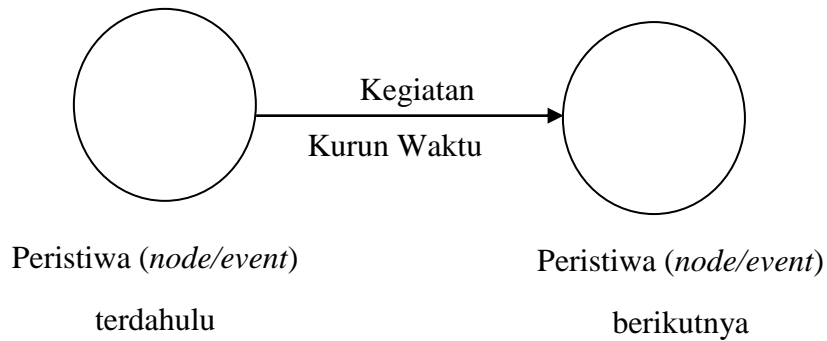 Kegiatan
Kurun Waktu
Peristiwa (node/event)
terdahulu
Peristiwa (node/event)
berikutnya